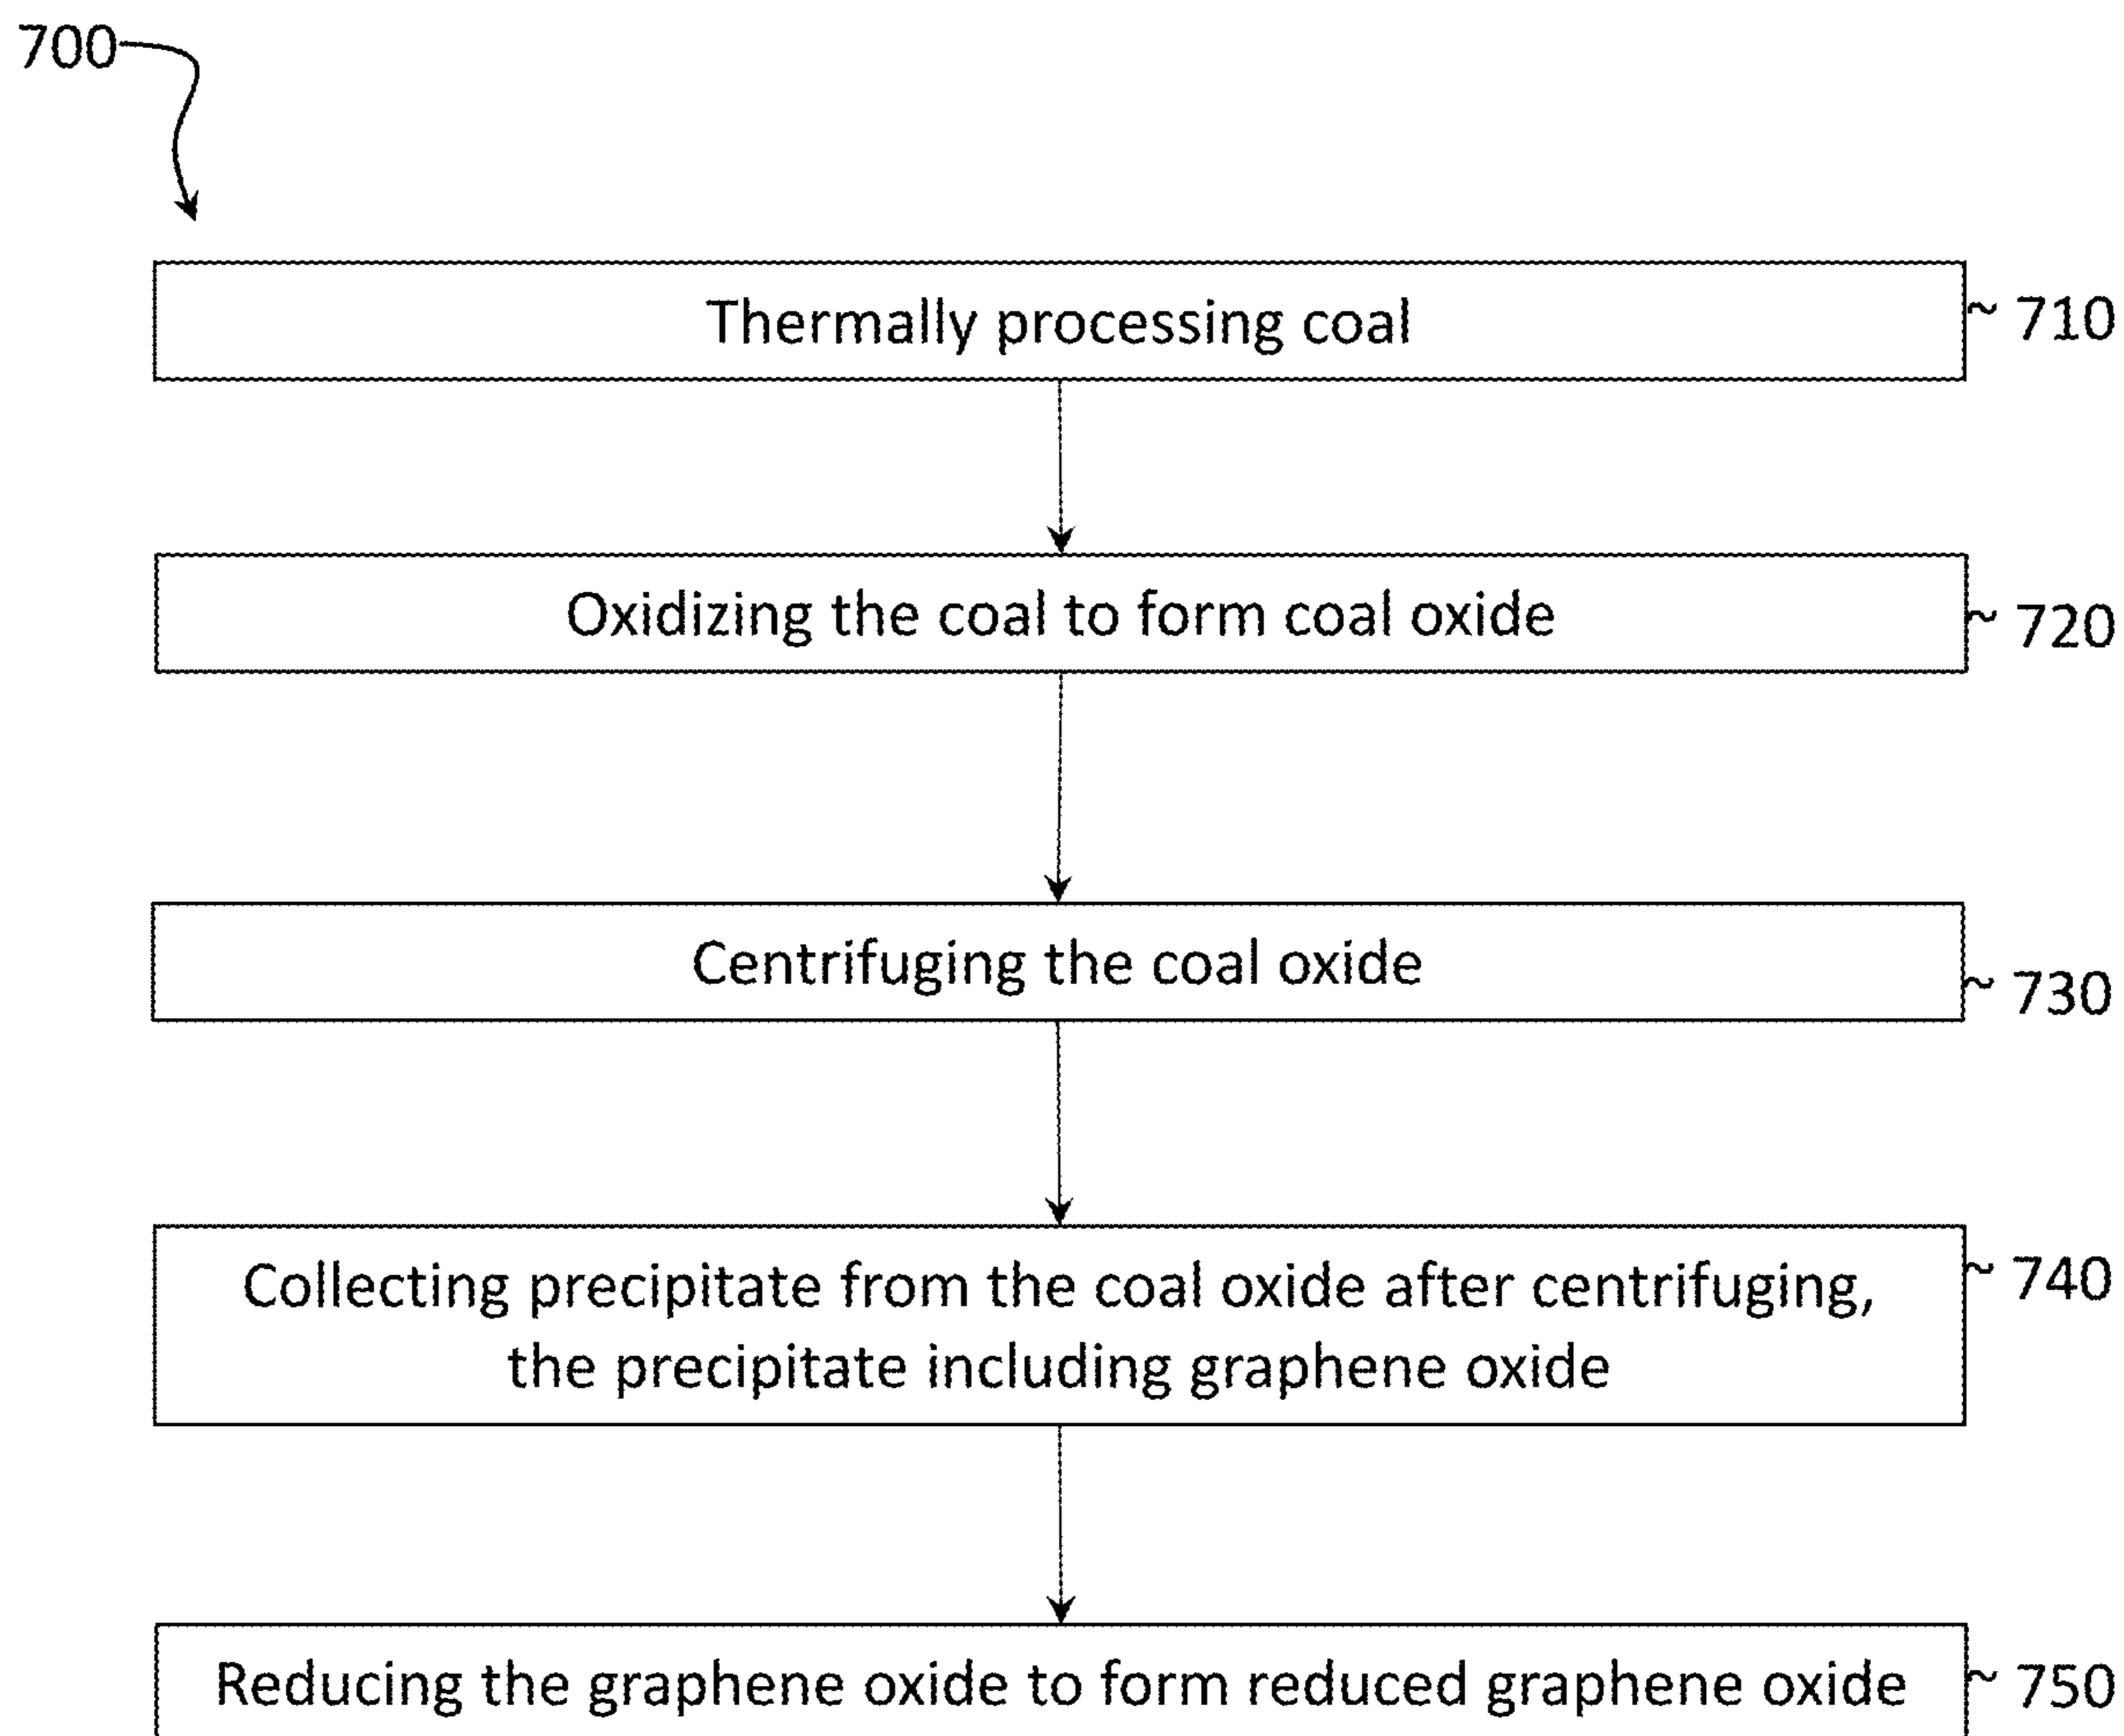 700
Thermally processing coal
~ 710
Oxidizing the coal to form coal oxide
~ 720
Centrifuging the coal oxide
~ 730
Collecting precipitate from the coal oxide after centrifuging,
~ 740
the precipitate including graphene oxide
Reducing the graphene oxide to form reduced graphene oxide
~ 750